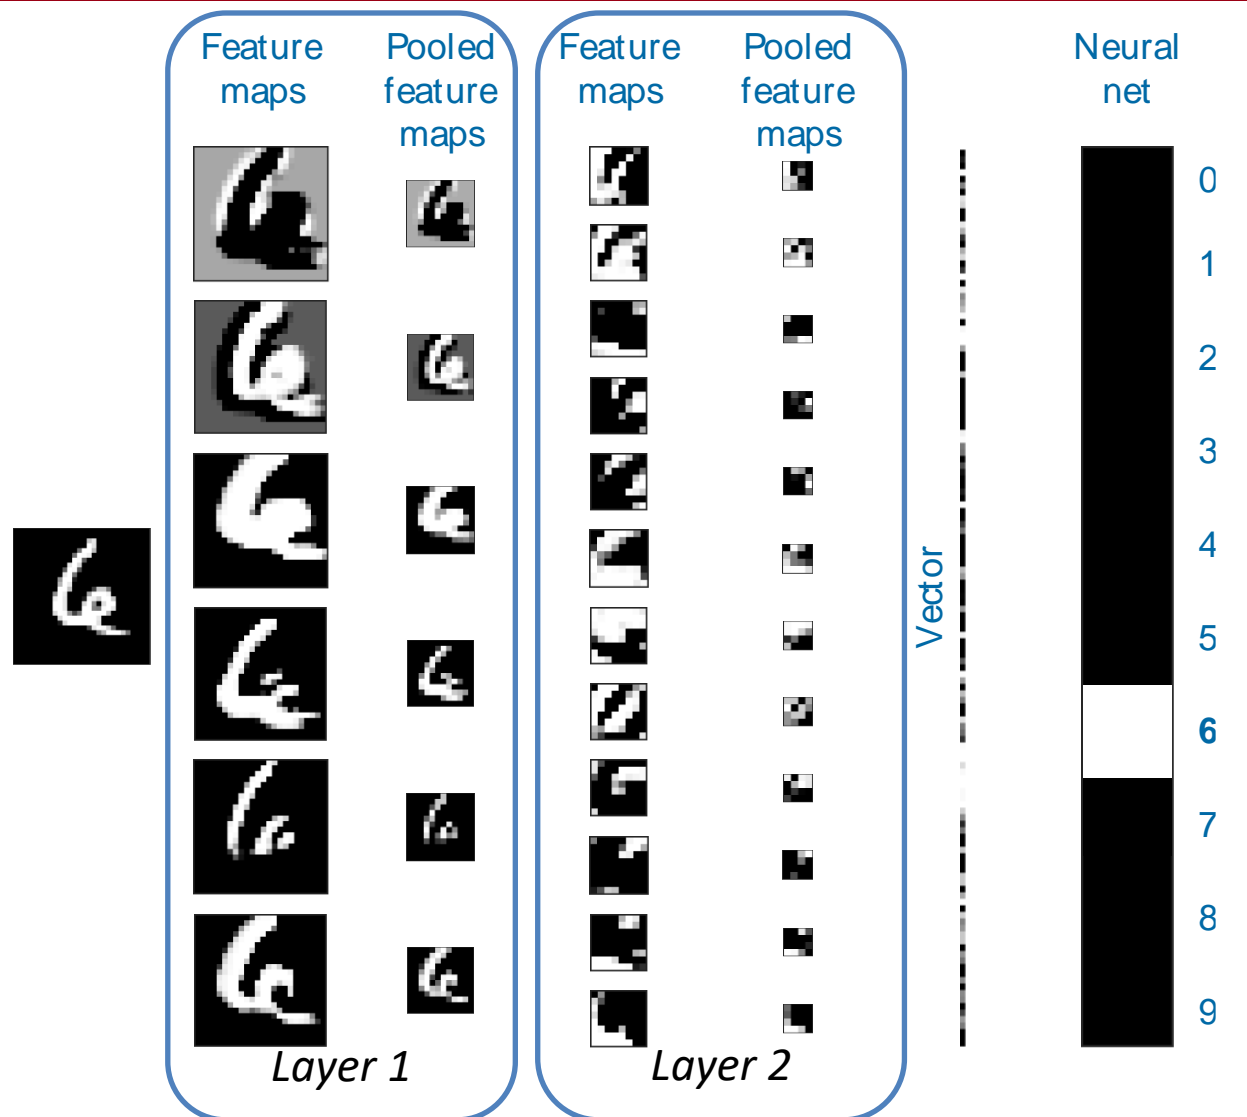 Feature
maps
Pooled
feature
maps
Feature
maps
Pooled
feature
maps
Neural
net
Vector
0
1
2
3
4
5
6
7
8
9
Layer 1
Layer 2